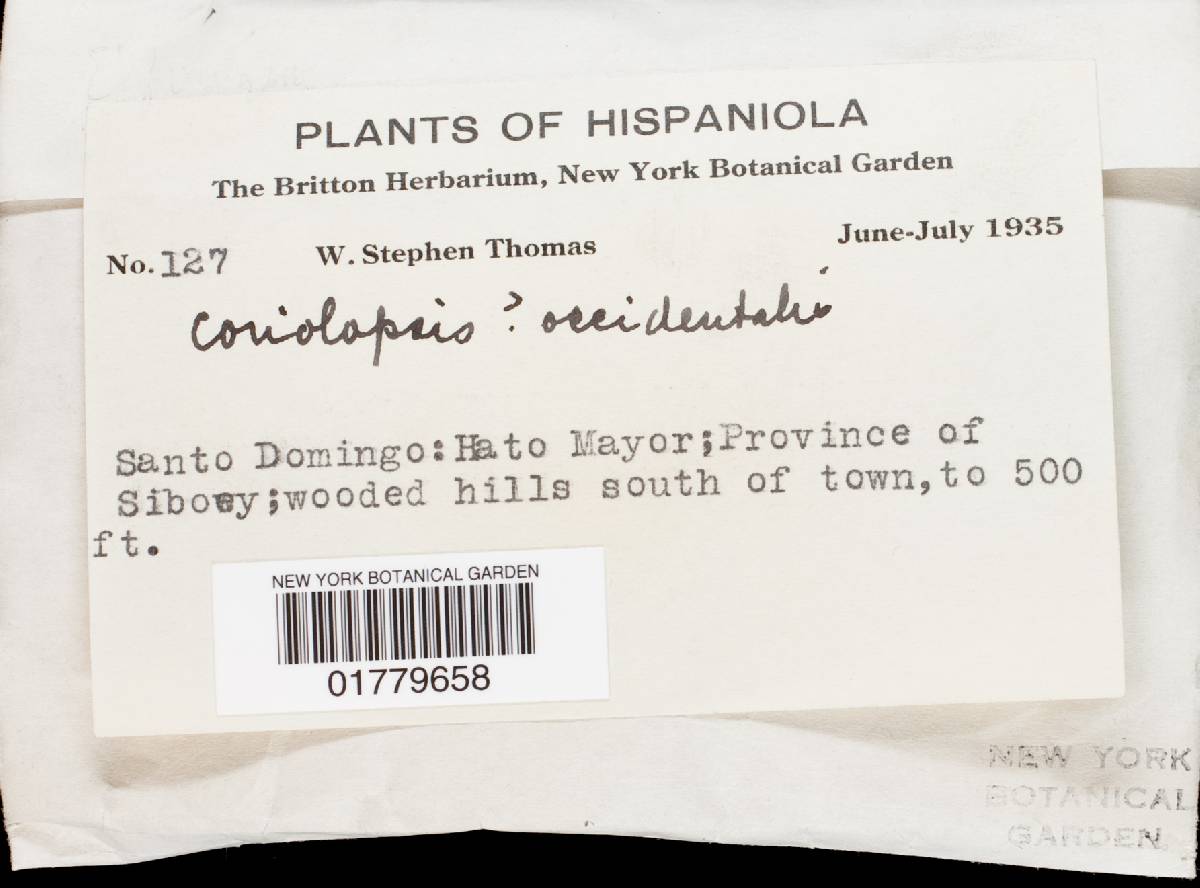 PLANTS OF HISPANIOLA
The Britton Herbarium, New York Botanical Garden
No. 127 W. Stephen Thomas June-July 1935
Coriolopsis ? occidentalis
Santo Domingo: Hato Mayor;Province of
Siboey;wooded hills south of town,to 500
ft.
NEW YORK BOTANICAL GARDEN
01779658
NEW YORK
BOTANICAL
GARDEN